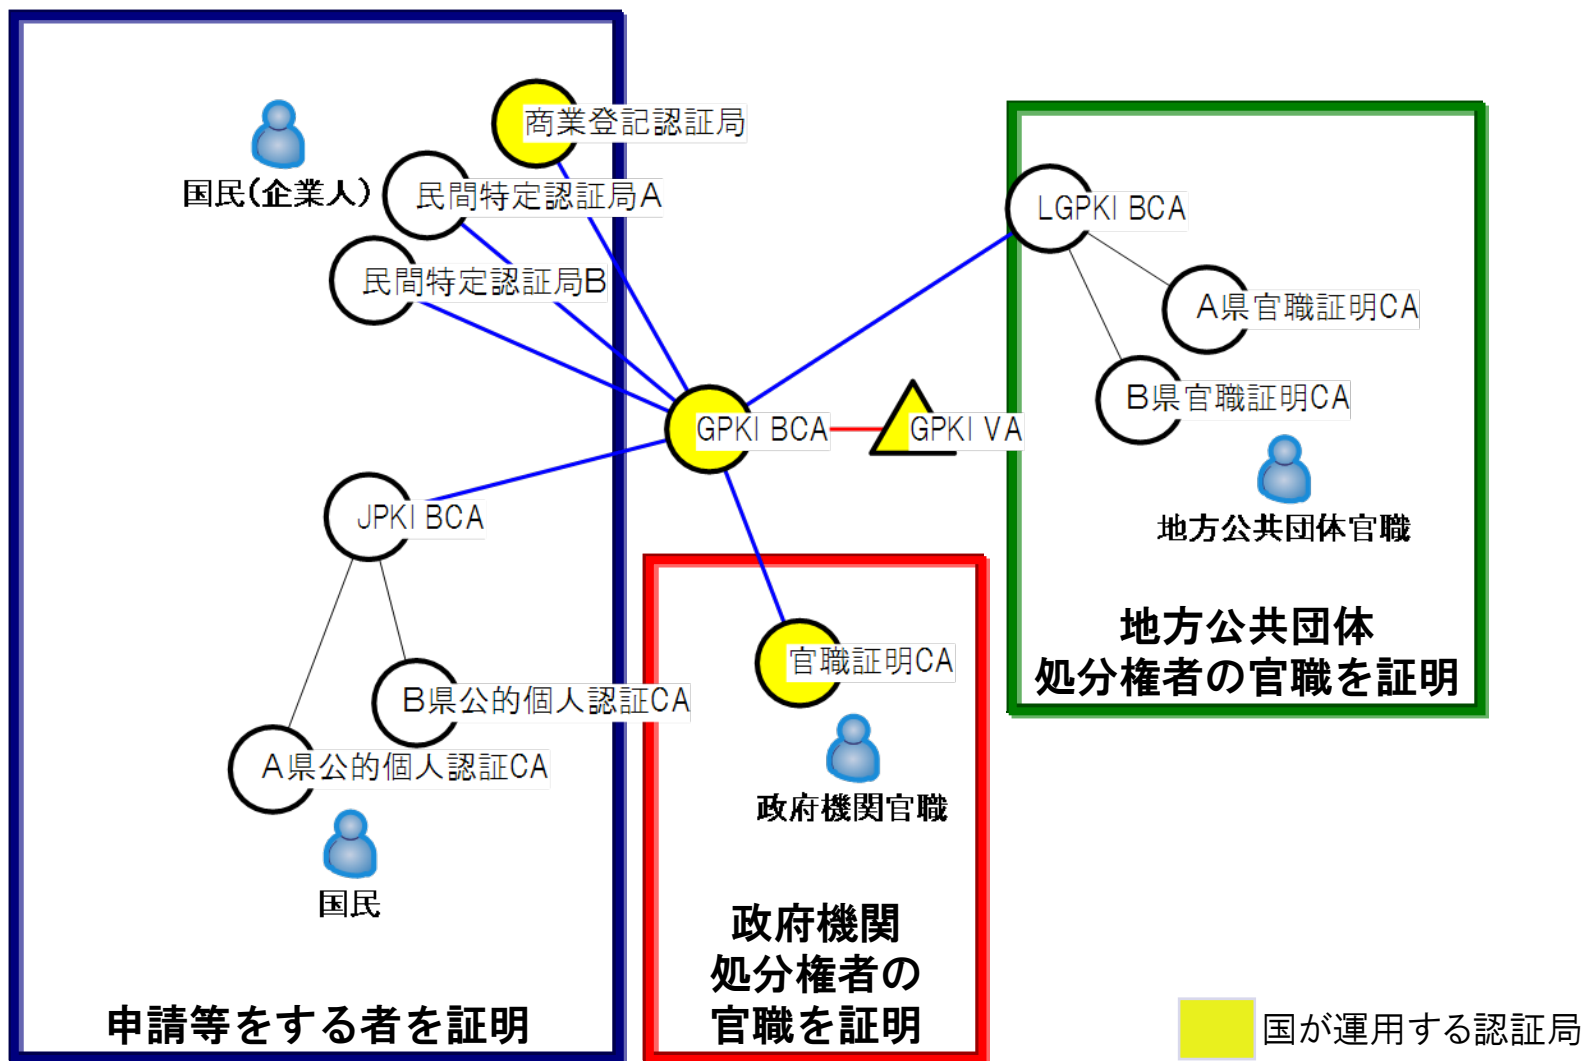 商業登記認証局
国民(企業人)
民間特定認証局A
民間特定認証局B
LGPKI BCA
A県官職証明CA
B県官職証明CA
地方公共団体官職
GPKI BCA
GPKI VA
JPKI BCA
B県公的個人認証CA
A県公的個人認証CA
国民
官職証明CA
政府機関官職
地方公共団体
処分権者の官職を証明
政府機関
処分権者の
官職を証明
申請等をする者を証明
国が運用する認証局